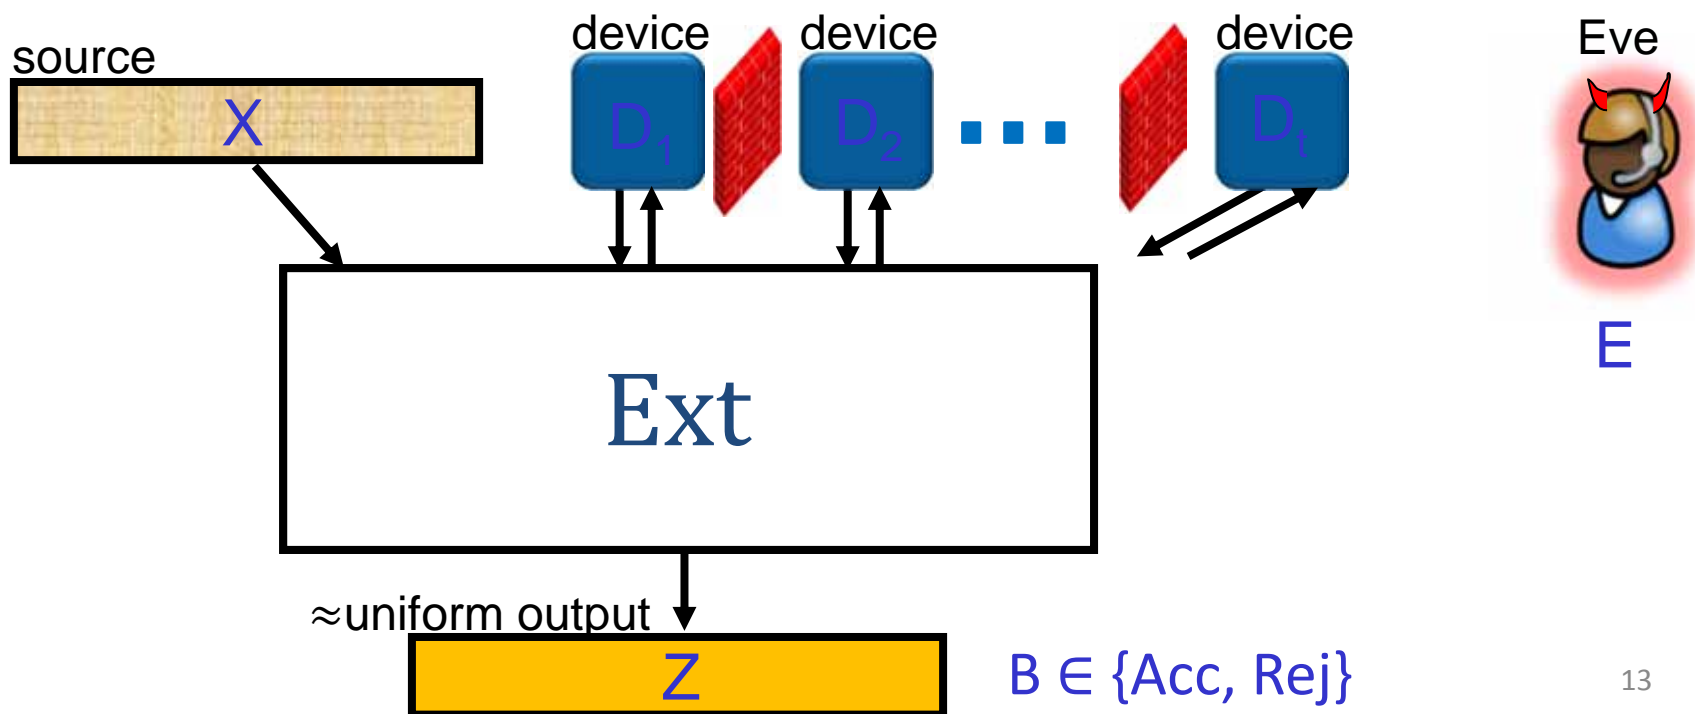 source
X
device
D₁
device
D₂
device
Dₜ
Eve
E
Ext
≈uniform output
Z
B ∈ {Acc, Rej}
13